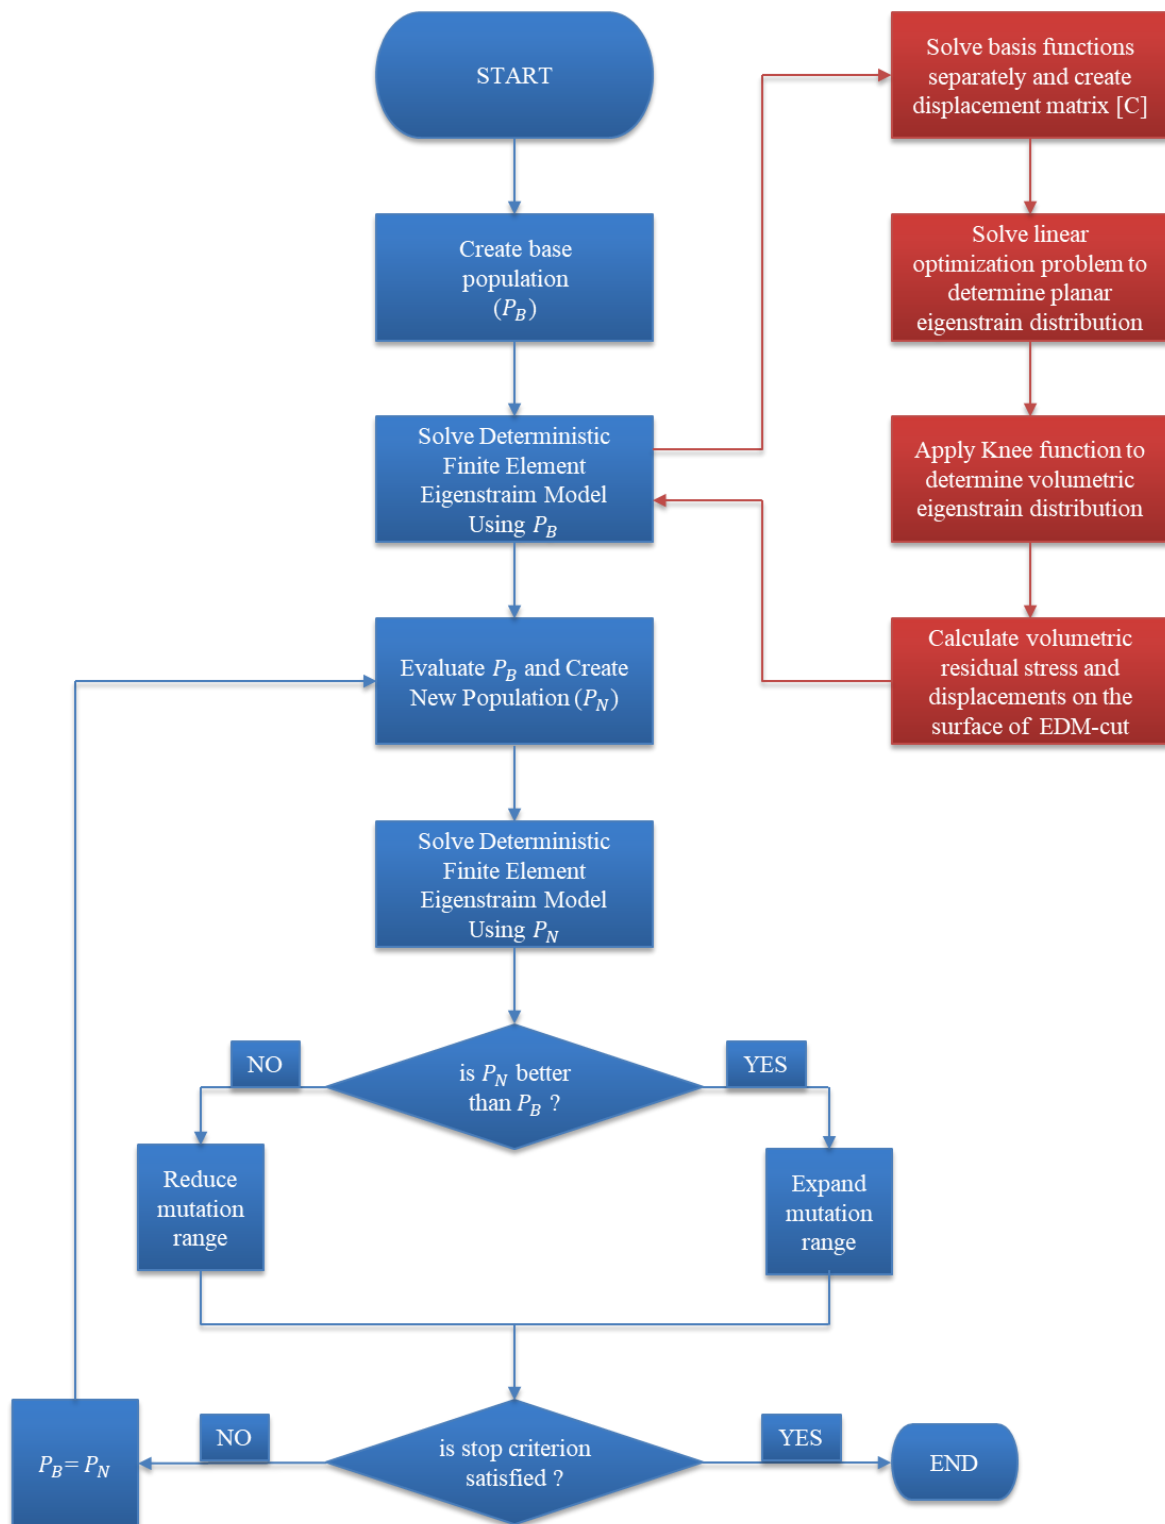 START
Create base
population
(P_B)
Solve Deterministic
Finite Element
Eigenstraim Model
Using P_B
Evaluate P_B and Create
New Population (P_N)
Solve Deterministic
Finite Element
Eigenstraim Model
Using P_N
is P_N better
than P_B ?
NO
YES
Reduce
mutation
range
Expand
mutation
range
is stop criterion
satisfied ?
NO
YES
P_B= P_N
END
Solve basis functions
separately and create
displacement matrix [C]
Solve linear
optimization problem to
determine planar
eigenstrain distribution
Apply Knee function to
determine volumetric
eigenstrain distribution
Calculate volumetric
residual stress and
displacements on the
surface of EDM-cut